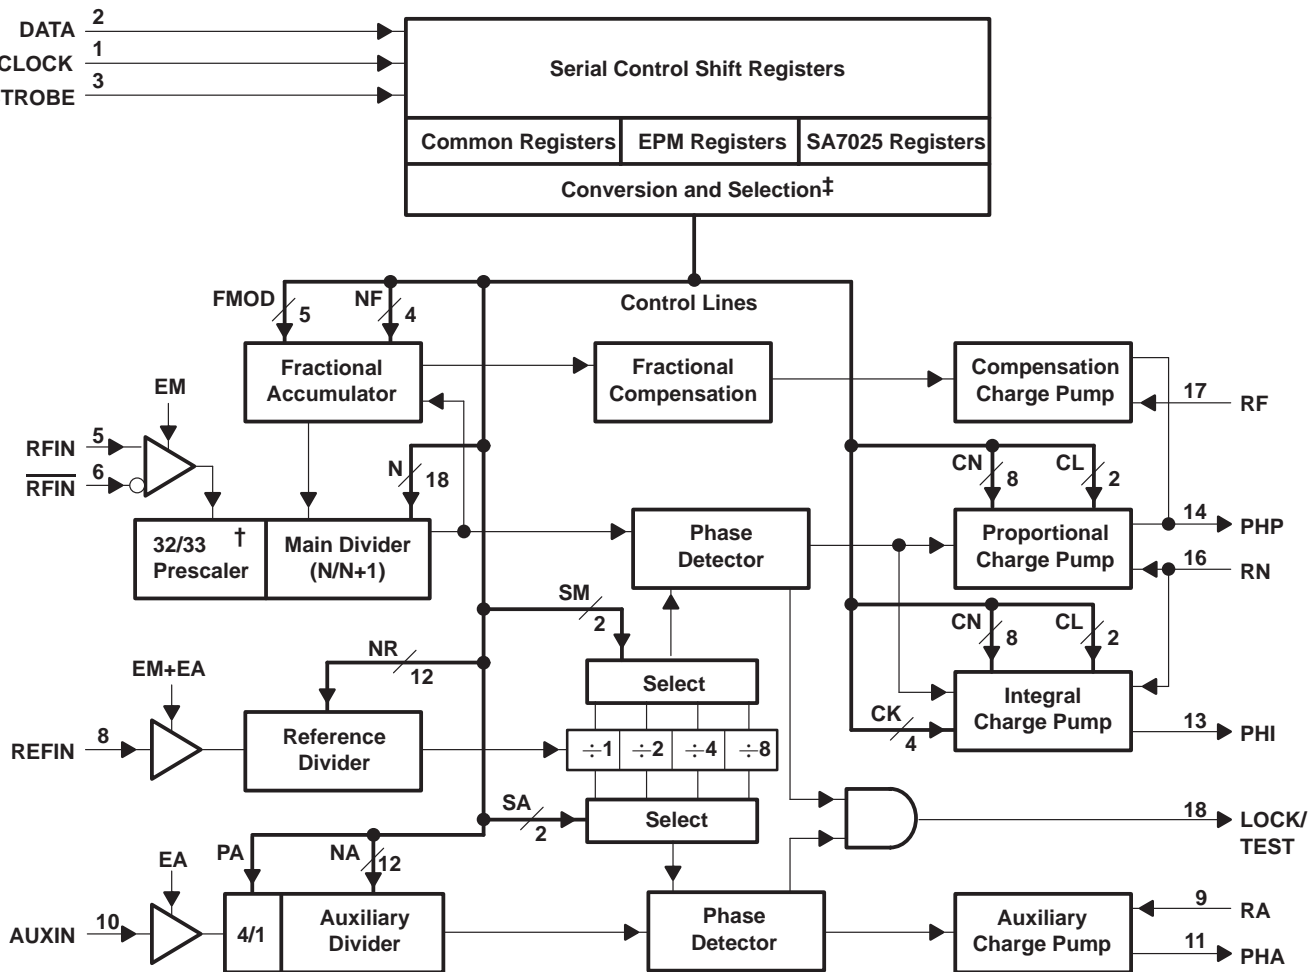 DATA 2
CLOCK 1
TROBE 3
Serial Control Shift Registers
Common Registers EPM Registers SA7025 Registers
Conversion and Selection‡
Control Lines
FMOD 5
NF 4
Fractional
Accumulator
Fractional
Compensation
Compensation
Charge Pump
17 RF
EM
RFIN 5
RFIN 6
N 18
CN 8
CL 2
32/33 †
Prescaler
Main Divider
(N/N+1)
Phase
Detector
Proportional
Charge Pump
14 PHP
16 RN
SM 2
CN 8
CL 2
NR 12
EM+EA
REFIN 8
Reference
Divider
Select
÷1 ÷2 ÷4 ÷8
Select
SA 2
CK 4
Integral
Charge Pump
13 PHI
18 LOCK/
TEST
PA
NA 12
EA
AUXIN 10
4/1
Auxiliary
Divider
Phase
Detector
Auxiliary
Charge Pump
9 RA
11 PHA